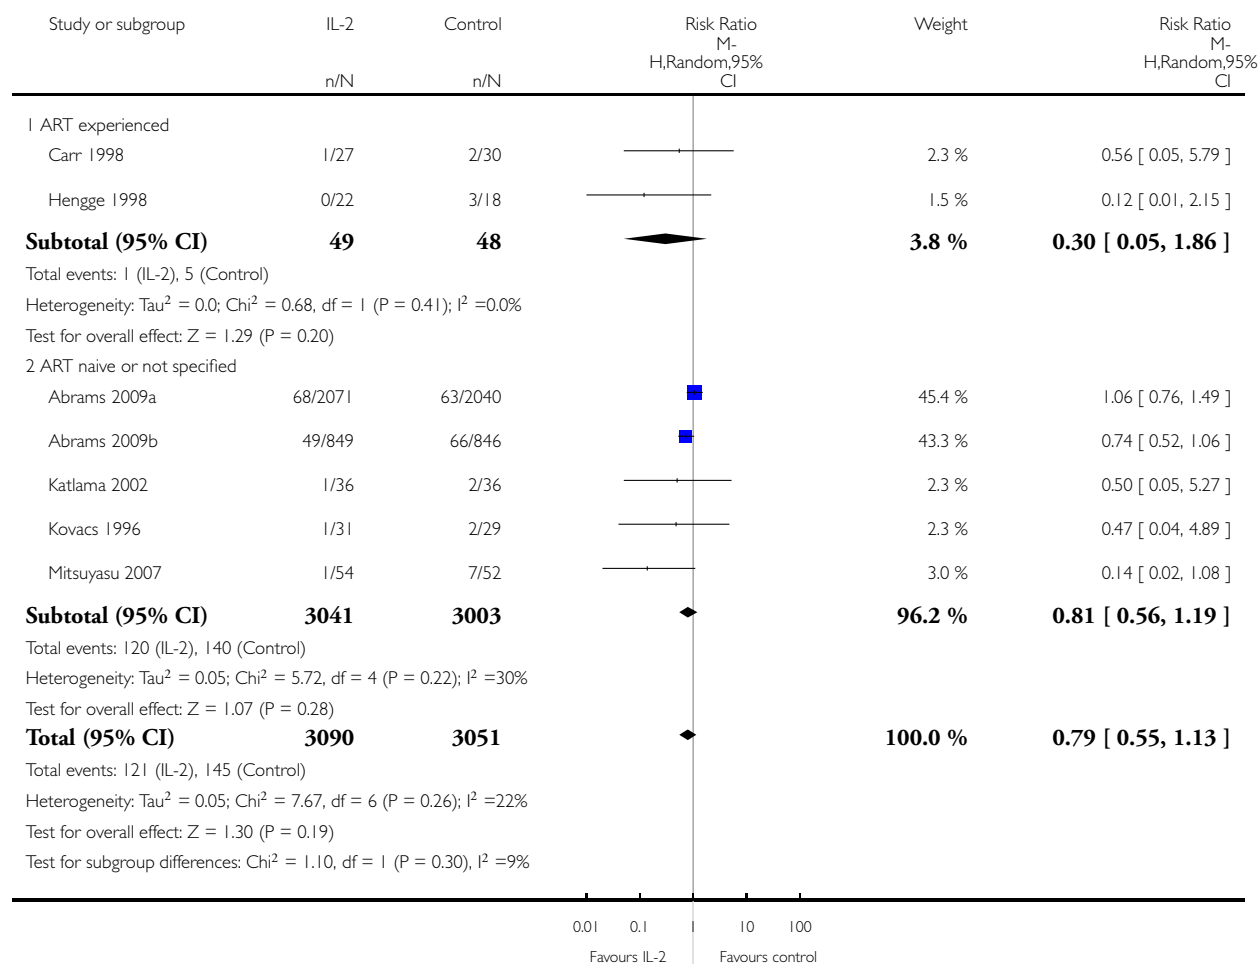 Study or subgroup IL-2 Control Risk Ratio Weight Risk Ratio
M- M-
H,Random,95% H,Random,95%
n/N n/N CI CI
1 ART experienced
Carr 1998 1/27 2/30 2.3 % 0.56 [ 0.05, 5.79 ]
Hengge 1998 0/22 3/18 1.5 % 0.12 [ 0.01, 2.15 ]
Subtotal (95% CI) 49 48 3.8 % 0.30 [ 0.05, 1.86 ]
Total events: 1 (IL-2), 5 (Control)
Heterogeneity: Tau² = 0.0; Chi² = 0.68, df = 1 (P = 0.41); I² =0.0%
Test for overall effect: Z = 1.29 (P = 0.20)
2 ART naive or not specified
Abrams 2009a 68/2071 63/2040 45.4 % 1.06 [ 0.76, 1.49 ]
Abrams 2009b 49/849 66/846 43.3 % 0.74 [ 0.52, 1.06 ]
Katlama 2002 1/36 2/36 2.3 % 0.50 [ 0.05, 5.27 ]
Kovacs 1996 1/31 2/29 2.3 % 0.47 [ 0.04, 4.89 ]
Mitsuyasu 2007 1/54 7/52 3.0 % 0.14 [ 0.02, 1.08 ]
Subtotal (95% CI) 3041 3003 96.2 % 0.81 [ 0.56, 1.19 ]
Total events: 120 (IL-2), 140 (Control)
Heterogeneity: Tau² = 0.05; Chi² = 5.72, df = 4 (P = 0.22); I² =30%
Test for overall effect: Z = 1.07 (P = 0.28)
Total (95% CI) 3090 3051 100.0 % 0.79 [ 0.55, 1.13 ]
Total events: 121 (IL-2), 145 (Control)
Heterogeneity: Tau² = 0.05; Chi² = 7.67, df = 6 (P = 0.26); I² =22%
Test for overall effect: Z = 1.30 (P = 0.19)
Test for subgroup differences: Chi² = 1.10, df = 1 (P = 0.30), I² =9%
0.01 0.1 1 10 100
Favours IL-2 Favours control